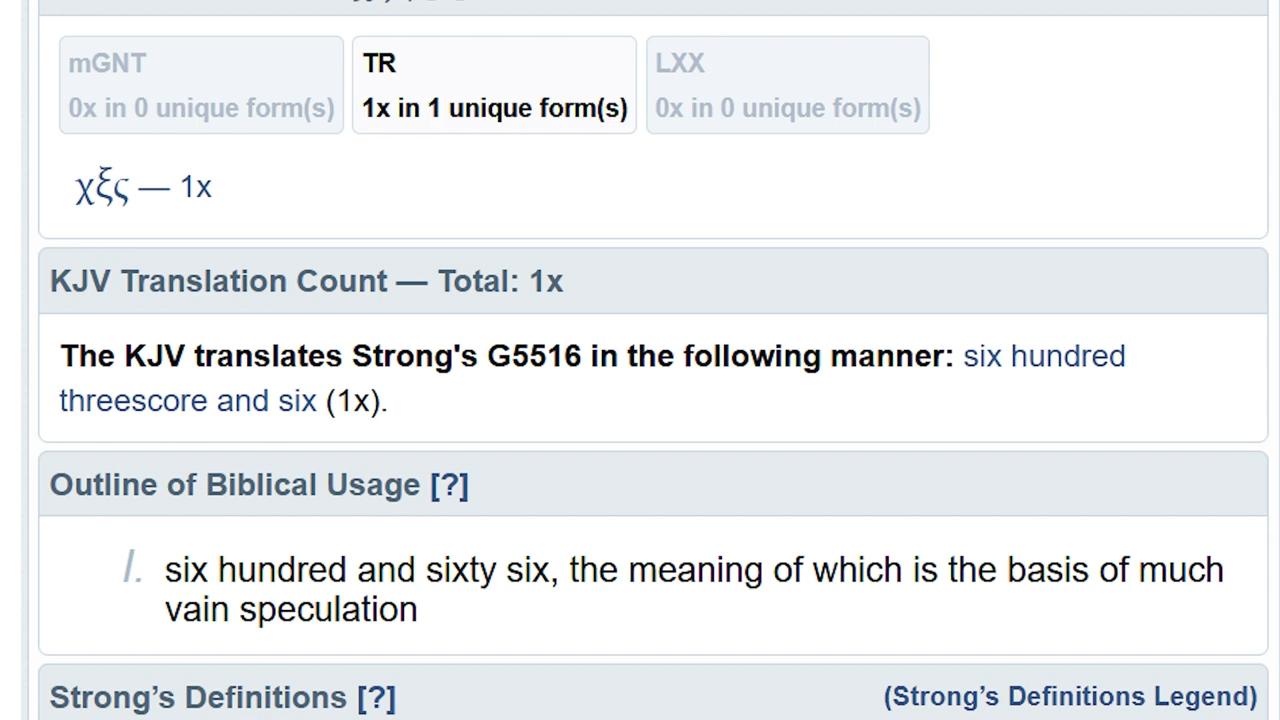 mGNT
0x in 0 unique form(s)
TR
1x in 1 unique form(s)
LXX
0x in 0 unique form(s)
χξς — 1x
KJV Translation Count — Total: 1x
The KJV translates Strong's G5516 in the following manner: six hundred
threescore and six (1x).
Outline of Biblical Usage [?]
I. six hundred and sixty six, the meaning of which is the basis of much
vain speculation
Strong’s Definitions [?]
(Strong’s Definitions Legend)